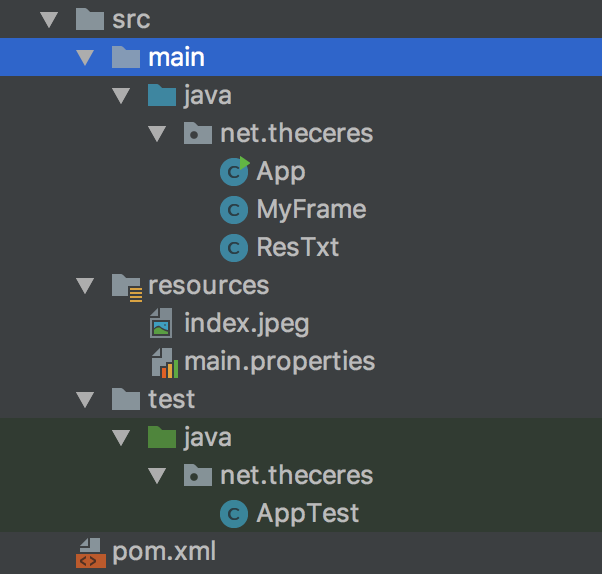 src
main
java
net.theceres
App
MyFrame
ResTxt
resources
index.jpeg
main.properties
test
java
net.theceres
AppTest
pom.xml